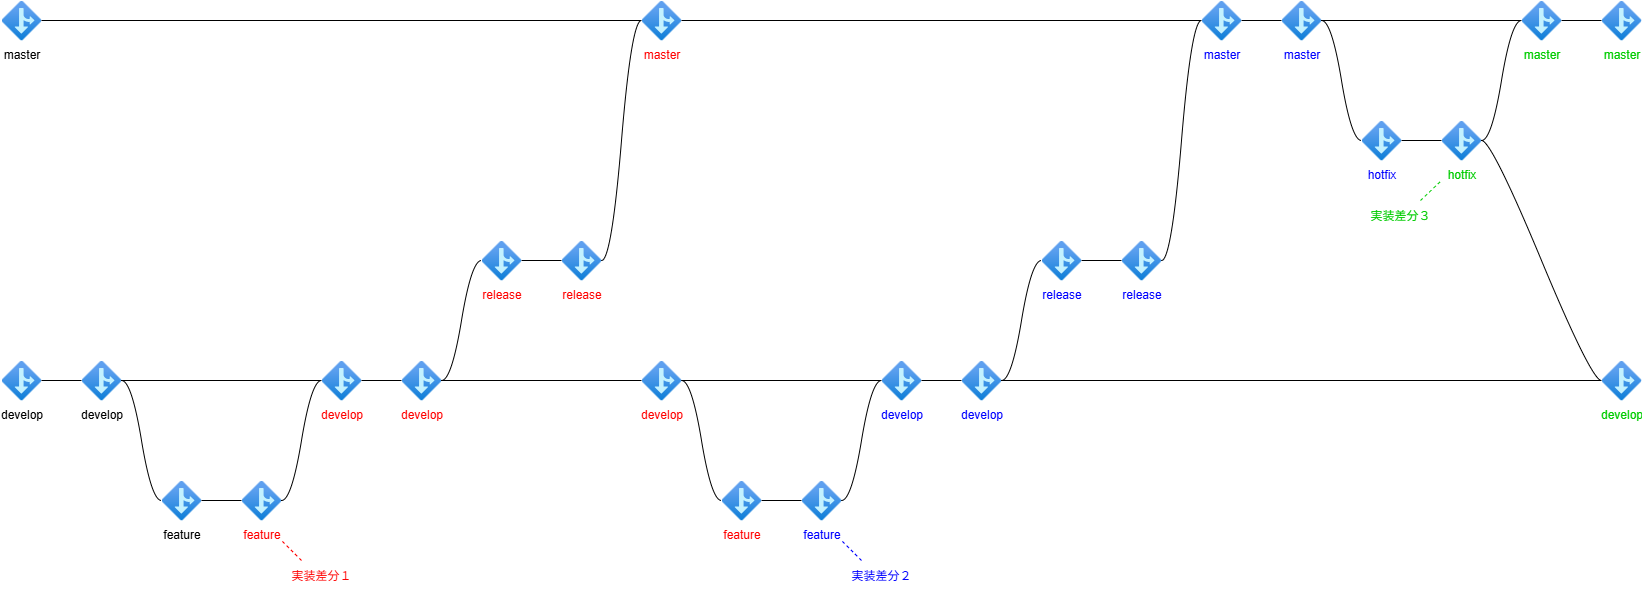 master
master
master
master
master
master
hotfix
hotfix
実装差分３
release
release
release
release
develop
develop
develop
develop
develop
develop
develop
develop
feature
feature
feature
feature
実装差分１
実装差分２